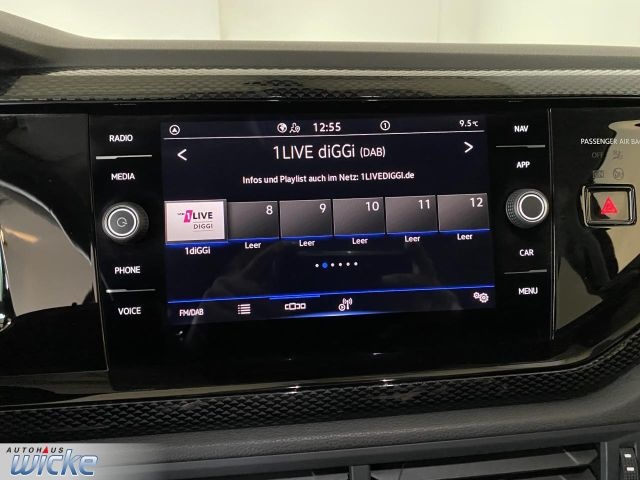 RADIO
MEDIA
PHONE
VOICE
12:55
9.5°C
1LIVE diGGi (DAB)
Infos und Playlist auch im Netz: 1LIVEDIGGI.de
1LIVE
DIGGI
8
9
10
11
12
1diGGi
Leer
Leer
Leer
Leer
Leer
FM/DAB
NAV
APP
CAR
MENU
PASSENGER AIR BAG
OFF
ON
AUTOHAUS
WICKE